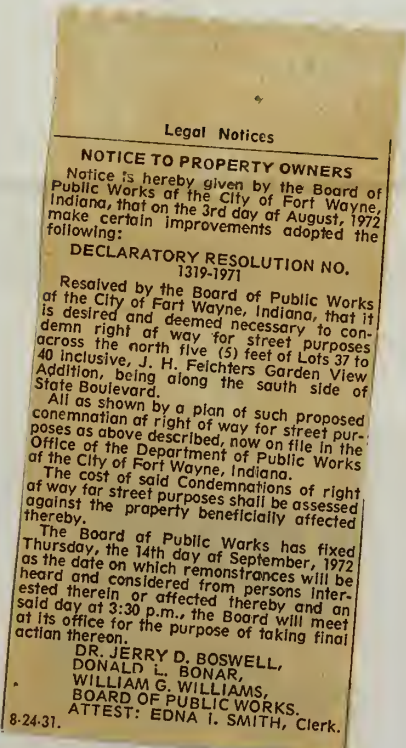 Legal Notices
NOTICE TO PROPERTY OWNERS
Notice is hereby given by the Board of
Public Works of the City of Fort Wayne,
Indiana, that on the 3rd day of August, 1972
make certain improvements adopted the
following:
DECLARATORY RESOLUTION NO.
1319-1971
Resolved by the Board of Public Works
of the City of Fort Wayne, Indiana, that it
is desired and deemed necessary to con-
demn right of way for street purposes
across the north five (5) feet of Lots 37 to
40 inclusive, J. H. Feichters Garden View
Addition, being along the south side of
State Boulevard.
All as shown by a plan of such proposed
conemnation of right of way for street pur-
poses as above described, now on file in the
Office of the Department of Public Works
of the City of Fort Wayne, Indiana.
The cost of said Condemnations of right
of way for street purposes shall be assessed
against the property beneficially affected
thereby.
The Board of Public Works has fixed
Thursday, the 14th day of September, 1972
as the date on which remonstrances will be
heard and considered from persons inter-
ested therein or affected thereby and an
said day at 3:30 p.m., the Board will meet
at its office for the purpose of taking final
action thereon.
DR. JERRY D. BOSWELL,
DONALD L. BONAR,
WILLIAM G. WILLIAMS,
BOARD OF PUBLIC WORKS.
ATTEST: EDNA I. SMITH, Clerk.
8-24-31.